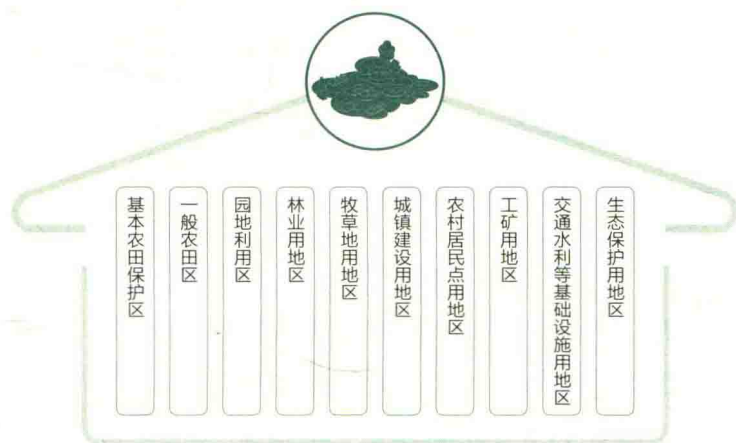 基本农田保护区
一般农田区
园地利用区
林业用地区
牧草地用地区
城镇建设用地区
农村居民点用地区
工矿用地区
交通水利等基础设施用地区
生态保护用地区